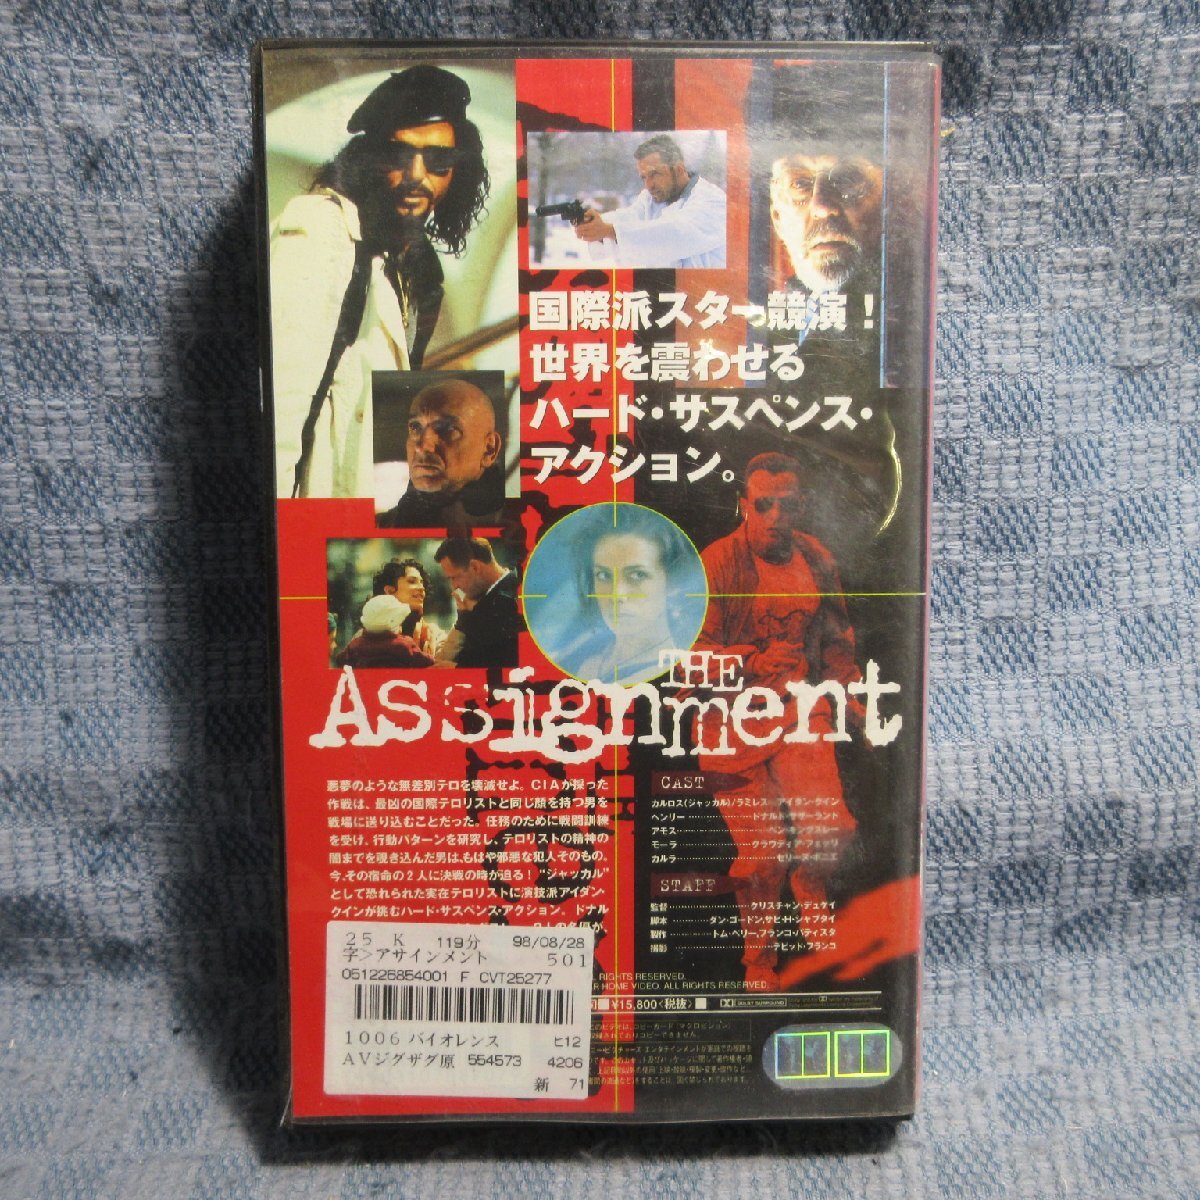 国際派スター競演！
世界を震わせる
ハード・サスペンス・
アクション。
THE
Assignment
悪夢のような無差別テロを壊滅せよ。CIAが採った
作戦は、最凶の国際テロリストと同じ顔を持つ男を
戦場に送り込むことだった。任務のために戦闘訓練
を受け、行動パターンを研究し、テロリストの精神の
闇までを覗き込んだ男は、もはや邪悪な犯人そのもの。
今、その宿命の2人に決戦の時が迫る！"ジャッカル"
として恐れられた実在テロリストに演技派アイダン・
クインが挑むハード・サスペンス・アクション。ドナル
CAST
カルロス(ジャッカル)/ラミレス アイダン・クイン
ヘンリー ドナルド・サザーランド
アモス ベン・キングスレー
モーラ クラウディア・フェッリ
カルラ セリーヌ・ボニエ
STAFF
監督 クリスチャン・デュゲイ
脚本 ダン・ゴードン,サビ・H・シャブタイ
製作 トム・ベリー,フランコ・バティスタ
撮影 デビッド・フランコ
25 K 119分 98/08/28
字>アサインメント 501
051226854001 F CVT25277
1006 バイオレンス ヒ12
AVジグザグ原 554573 4206
新 71
RIGHTS RESERVED.
HOME VIDEO. ALL RIGHTS RESERVED.
¥15,800<税抜>
DOLBY SURROUND